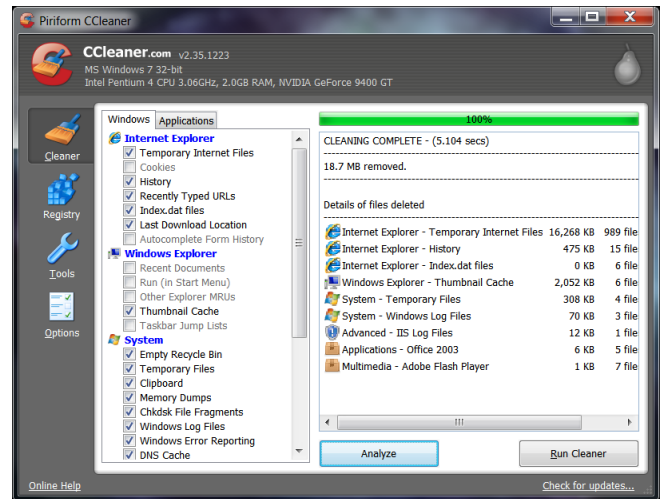 Piriform CCleaner
CCleaner.com v2.35.1223
MS Windows 7 32-bit
Intel Pentium 4 CPU 3.06GHz, 2.0GB RAM, NVIDIA GeForce 9400 GT
Cleaner
Registry
Tools
Options
Windows Applications
Internet Explorer
Temporary Internet Files
Cookies
History
Recently Typed URLs
Index.dat files
Last Download Location
Autocomplete Form History
Windows Explorer
Recent Documents
Run (in Start Menu)
Other Explorer MRUs
Thumbnail Cache
Taskbar Jump Lists
System
Empty Recycle Bin
Temporary Files
Clipboard
Memory Dumps
Chkdsk File Fragments
Windows Log Files
Windows Error Reporting
DNS Cache
100%
CLEANING COMPLETE - (5.104 secs)
18.7 MB removed.
Details of files deleted
Internet Explorer - Temporary Internet Files 16,268 KB 989 file
Internet Explorer - History 475 KB 15 file
Internet Explorer - Index.dat files 0 KB 6 file
Windows Explorer - Thumbnail Cache 2,052 KB 6 file
System - Temporary Files 308 KB 4 file
System - Windows Log Files 70 KB 3 file
Advanced - IIS Log Files 12 KB 1 file
Applications - Office 2003 6 KB 5 file
Multimedia - Adobe Flash Player 1 KB 7 file
Analyze
Run Cleaner
Online Help
Check for updates...